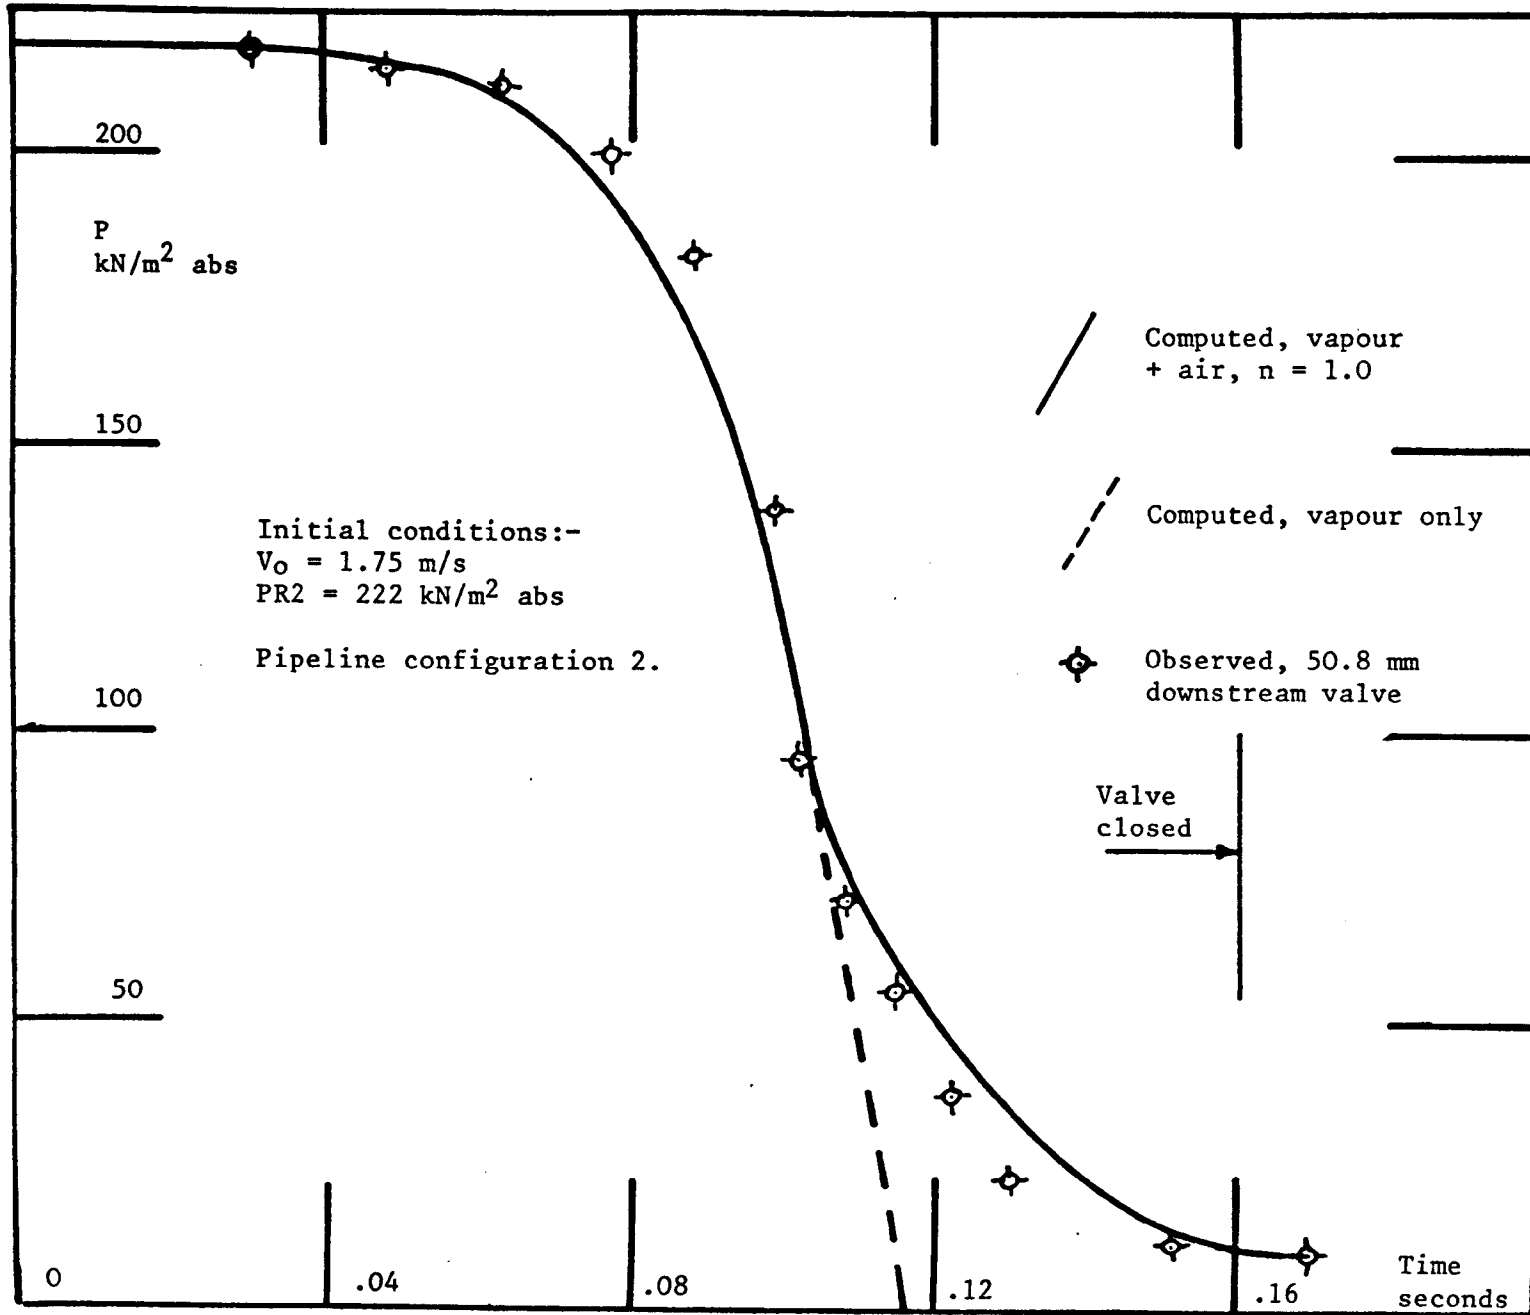 200
P
kN/m² abs
Computed, vapour
+ air, n = 1.0
150
Computed, vapour only
Initial conditions:-
Vo = 1.75 m/s
PR2 = 222 kN/m² abs
Pipeline configuration 2.
Observed, 50.8 mm
downstream valve
100
Valve
closed
50
0
.04
.08
.12
.16
Time
seconds